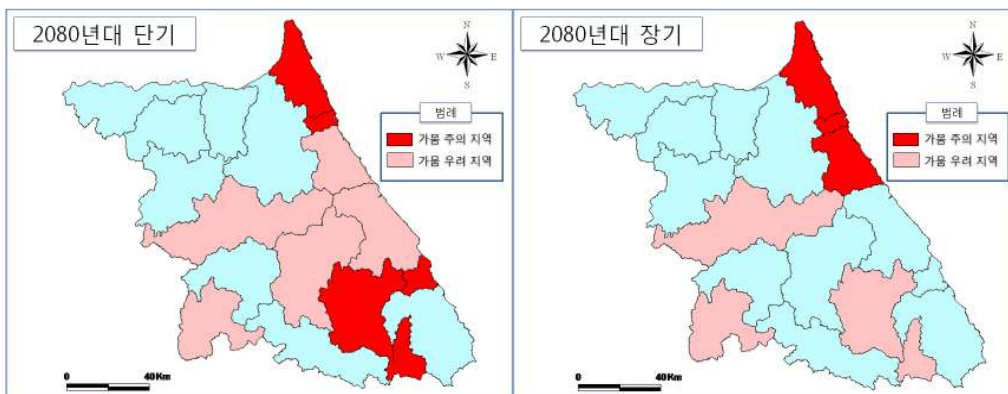 2080년대 단기
N
W E
S
범례
가뭄 주의 지역
가뭄 우려 지역
0 40Km
2080년대 장기
N
W E
S
범례
가뭄 주의 지역
가뭄 우려 지역
0 40Km